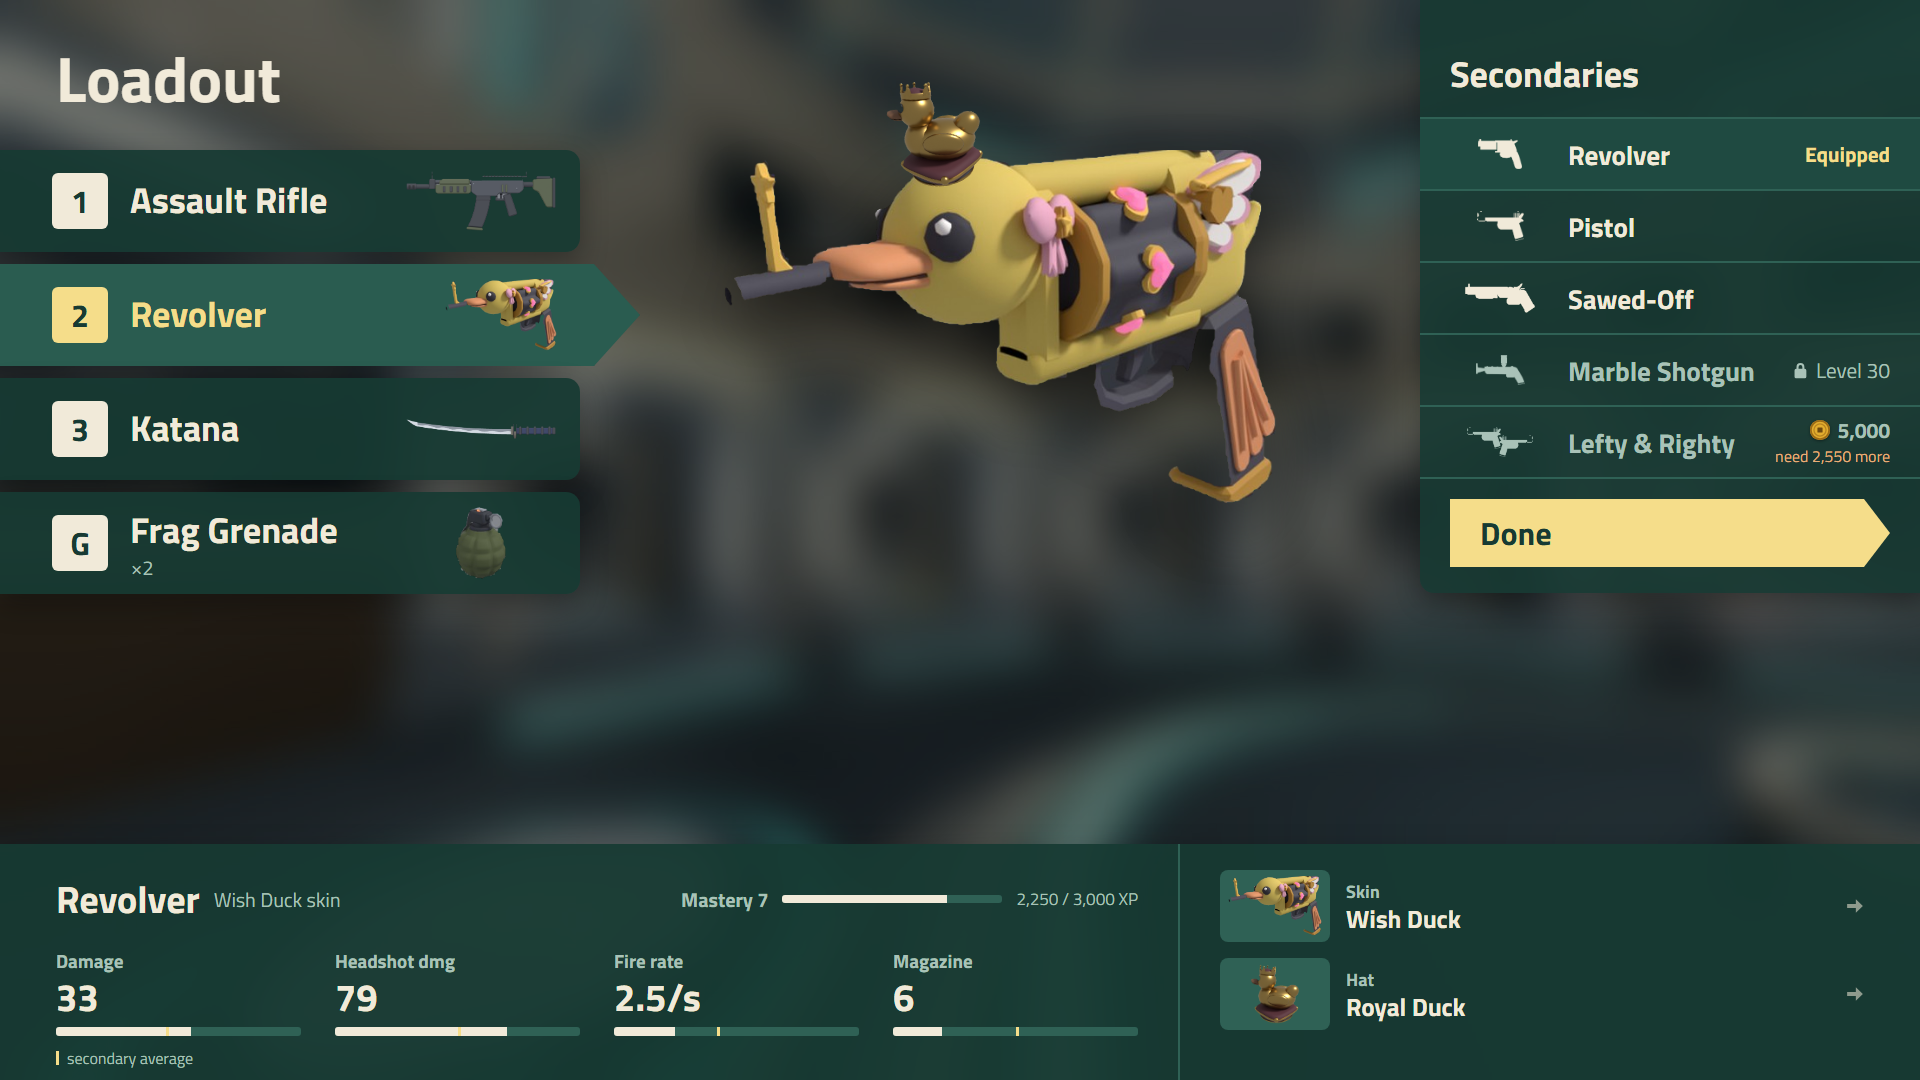 Loadout
1 Assault Rifle
2 Revolver
3 Katana
G Frag Grenade
×2
Secondaries
Revolver Equipped
Pistol
Sawed-Off
Marble Shotgun Level 30
Lefty & Righty 5,000
need 2,550 more
Done
Revolver Wish Duck skin Mastery 7 2,250 / 3,000 XP
Damage Headshot dmg Fire rate Magazine
33 79 2.5/s 6
secondary average
Skin
Wish Duck
Hat
Royal Duck